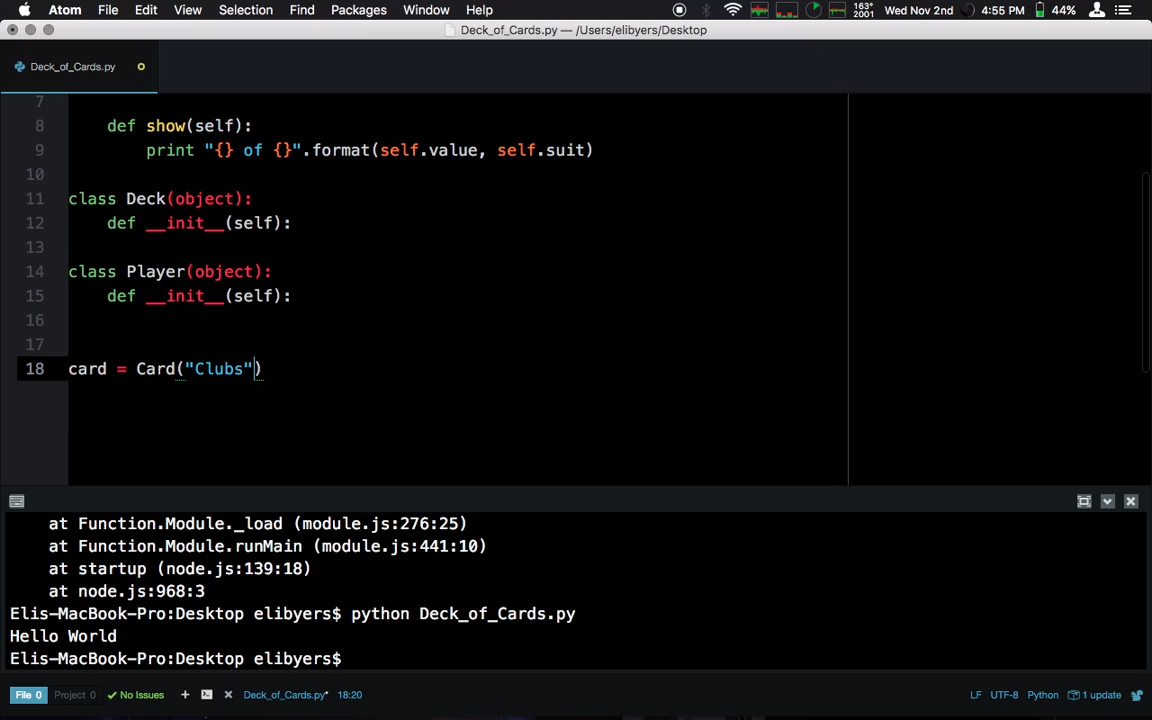 Atom File Edit View Selection Find Packages Window Help 163° 2001 Wed Nov 2nd 4:55 PM 44%
Deck_of_Cards.py — /Users/elibyers/Desktop
Deck_of_Cards.py
7
8 def show(self):
9 print "{} of {}".format(self.value, self.suit)
10
11 class Deck(object):
12 def __init__(self):
13
14 class Player(object):
15 def __init__(self):
16
17
18 card = Card("Clubs")
at Function.Module._load (module.js:276:25)
at Function.Module.runMain (module.js:441:10)
at startup (node.js:139:18)
at node.js:968:3
Elis-MacBook-Pro:Desktop elibyers$ python Deck_of_Cards.py
Hello World
Elis-MacBook-Pro:Desktop elibyers$
File 0 Project 0 No Issues Deck_of_Cards.py* 18:20 LF UTF-8 Python 1 update